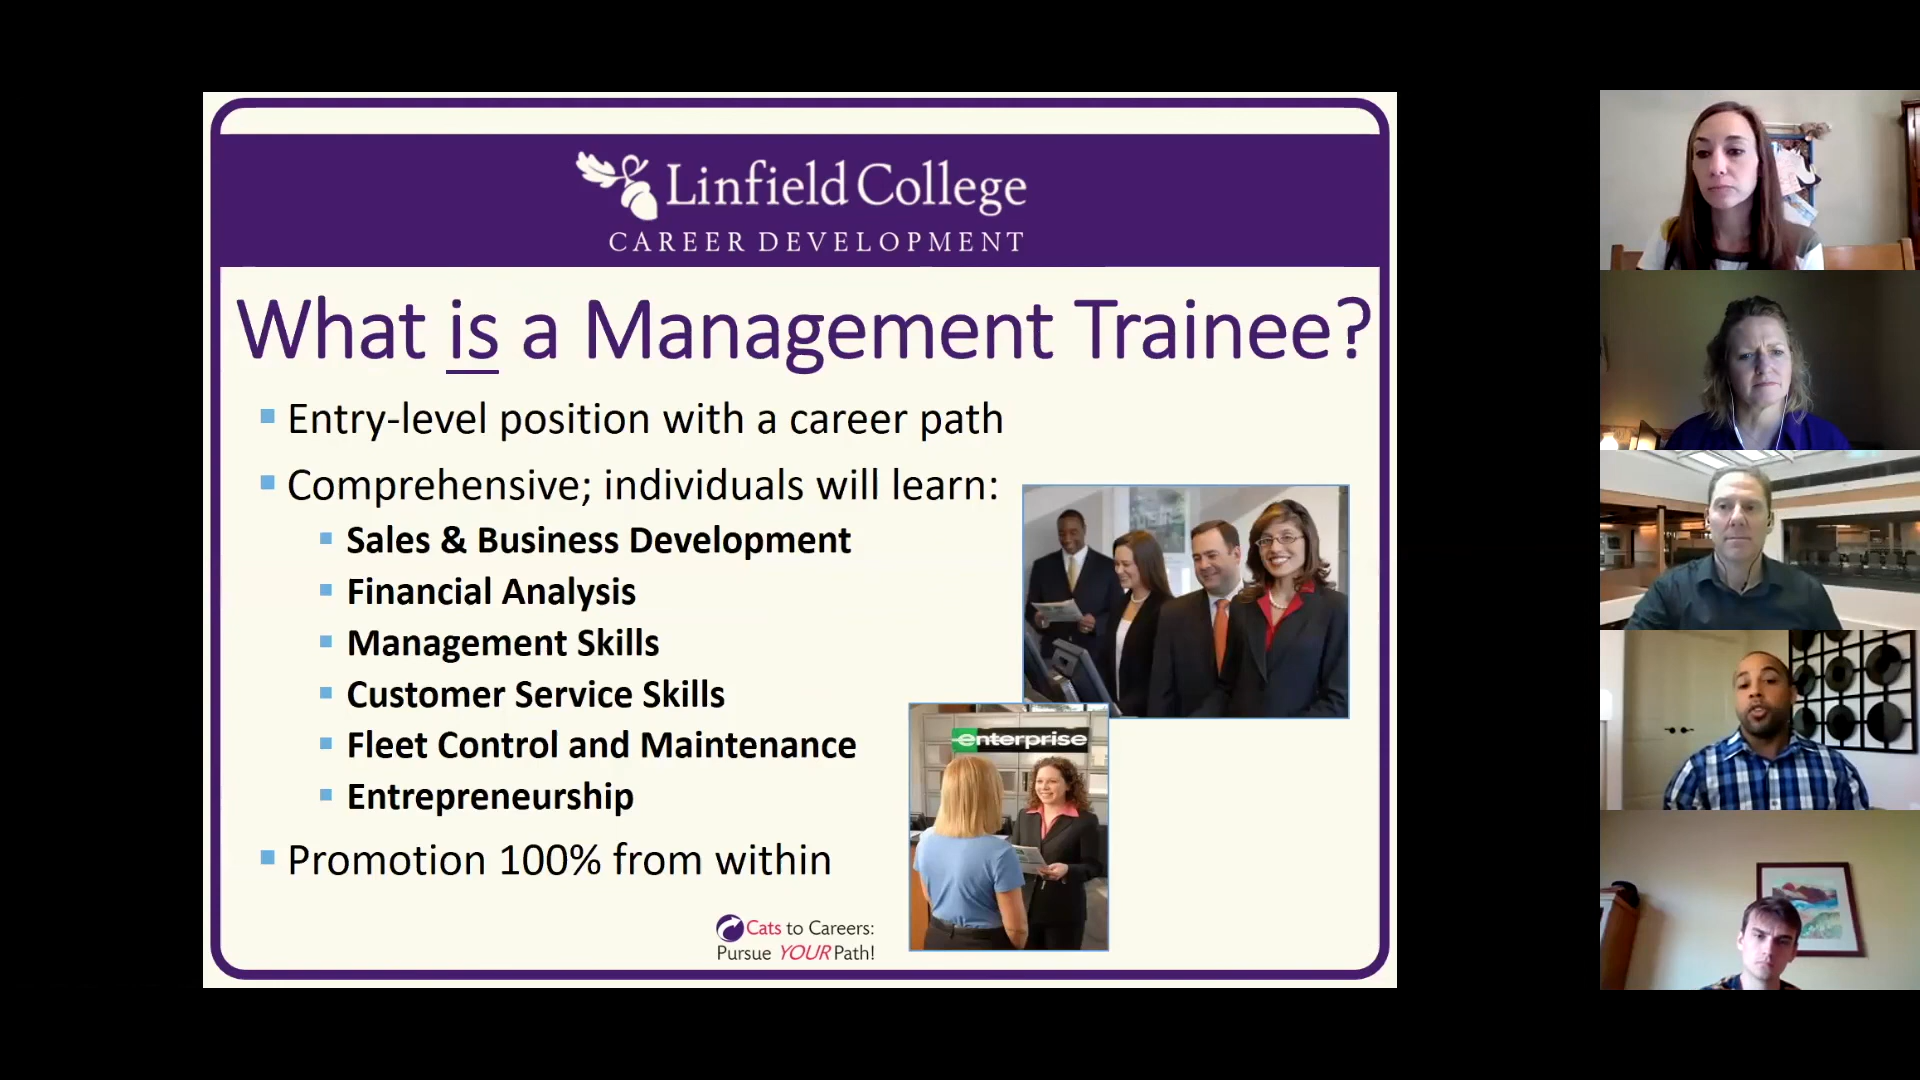 Linfield College
CAREER DEVELOPMENT
What is a Management Trainee?
Entry-level position with a career path
Comprehensive; individuals will learn:
Sales & Business Development
Financial Analysis
Management Skills
Customer Service Skills
Fleet Control and Maintenance
Entrepreneurship
Promotion 100% from within
enterprise
Cats to Careers:
Pursue YOUR Path!